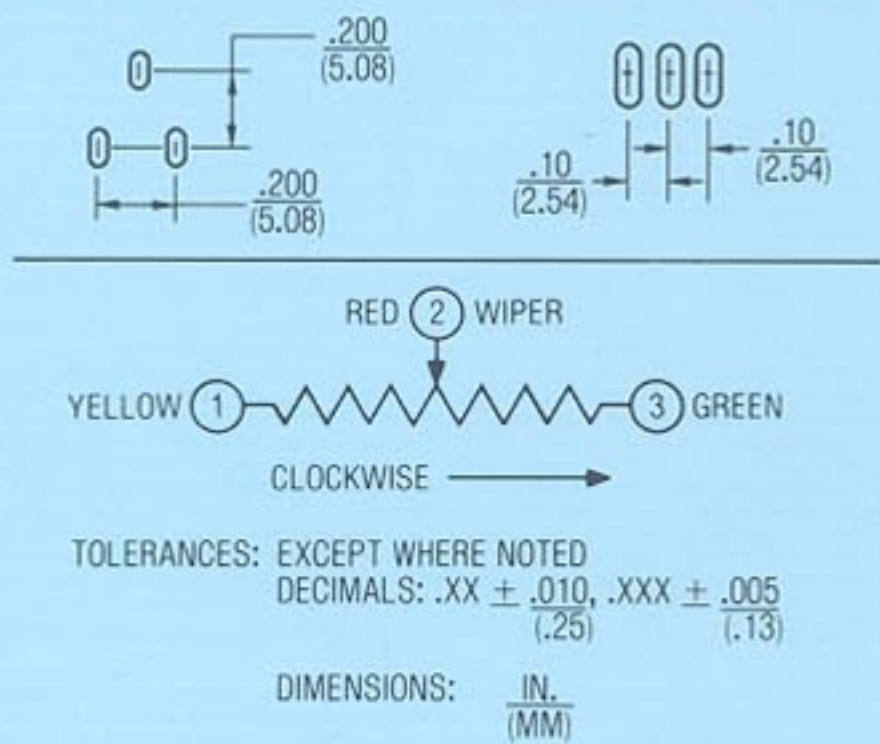 .200
(5.08)
.200
(5.08)
.10
(2.54)
.10
(2.54)
RED 2 WIPER
YELLOW 1 3 GREEN
CLOCKWISE
TOLERANCES: EXCEPT WHERE NOTED
DECIMALS: .XX ± .010, .XXX ± .005
(.25) (.13)
DIMENSIONS: IN.
(MM)